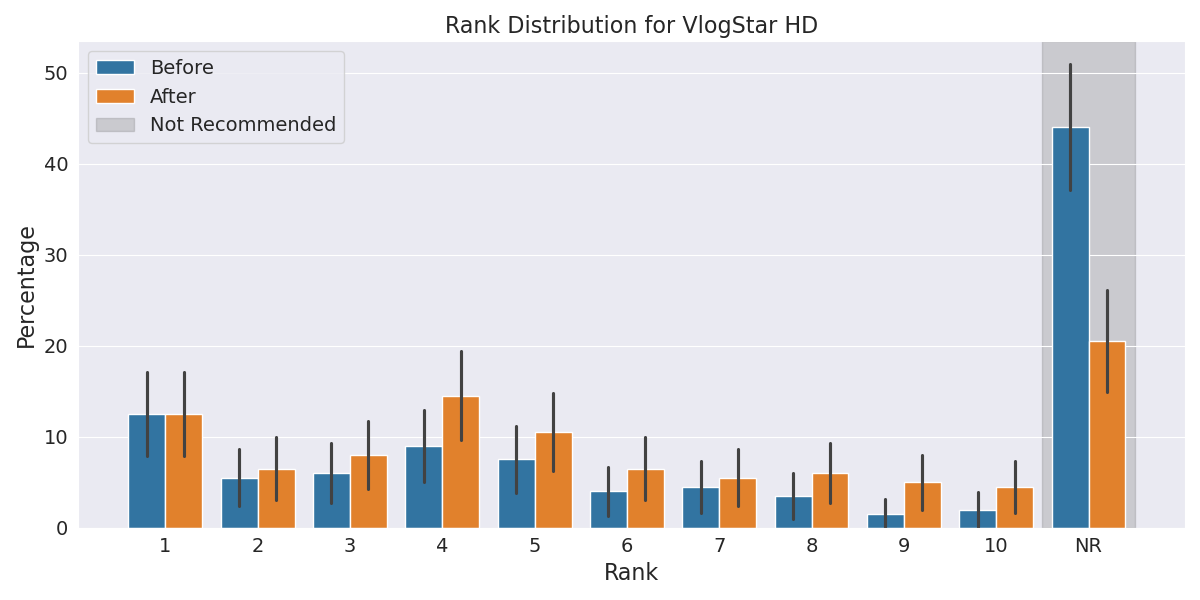 Rank Distribution for VlogStar HD
Before
After
Not Recommended
Percentage
50
40
30
20
10
0
1 2 3 4 5 6 7 8 9 10 NR
Rank